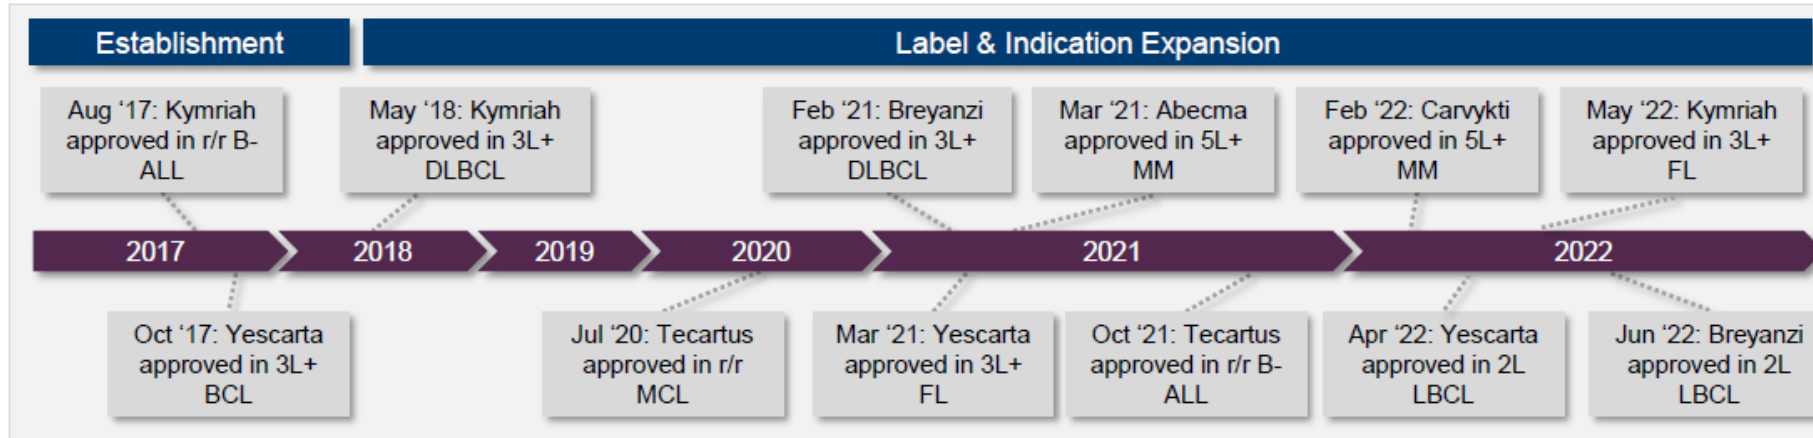 Establishment
Label & Indication Expansion
Aug ‘17: Kymriah
approved in r/r B-
ALL
May ‘18: Kymriah
approved in 3L+
DLBCL
Feb ‘21: Breyanzi
approved in 3L+
DLBCL
Mar ‘21: Abecma
approved in 5L+
MM
Feb ‘22: Carvykti
approved in 5L+
MM
May ‘22: Kymriah
approved in 3L+
FL
2017
2018
2019
2020
2021
2022
Oct ‘17: Yescarta
approved in 3L+
BCL
Jul ‘20: Tecartus
approved in r/r
MCL
Mar ‘21: Yescarta
approved in 3L+
FL
Oct ‘21: Tecartus
approved in r/r B-
ALL
Apr ‘22: Yescarta
approved in 2L
LBCL
Jun ‘22: Breyanzi
approved in 2L
LBCL